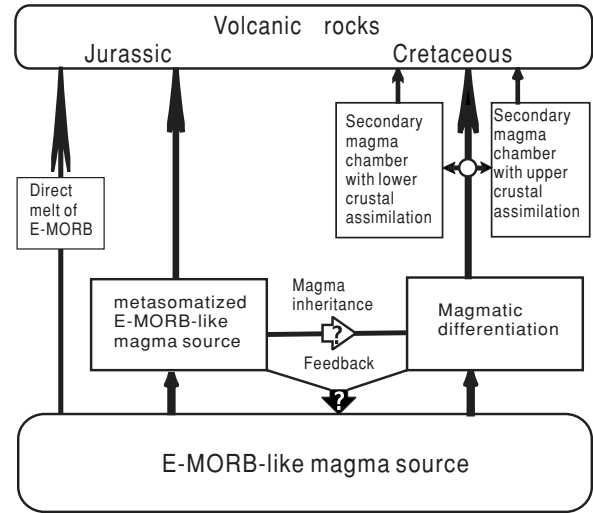 Volcanic rocks
Jurassic
Cretaceous
Secondary
magma
chamber
with lower
crustal
assimilation
Secondary
magma
chamber
with upper
crustal
assimilation
Direct
melt of
E-MORB
metasomatized
E-MORB-like
magma source
Magma
inheritance
?
Feedback
?
Magmatic
differentiation
E-MORB-like magma source